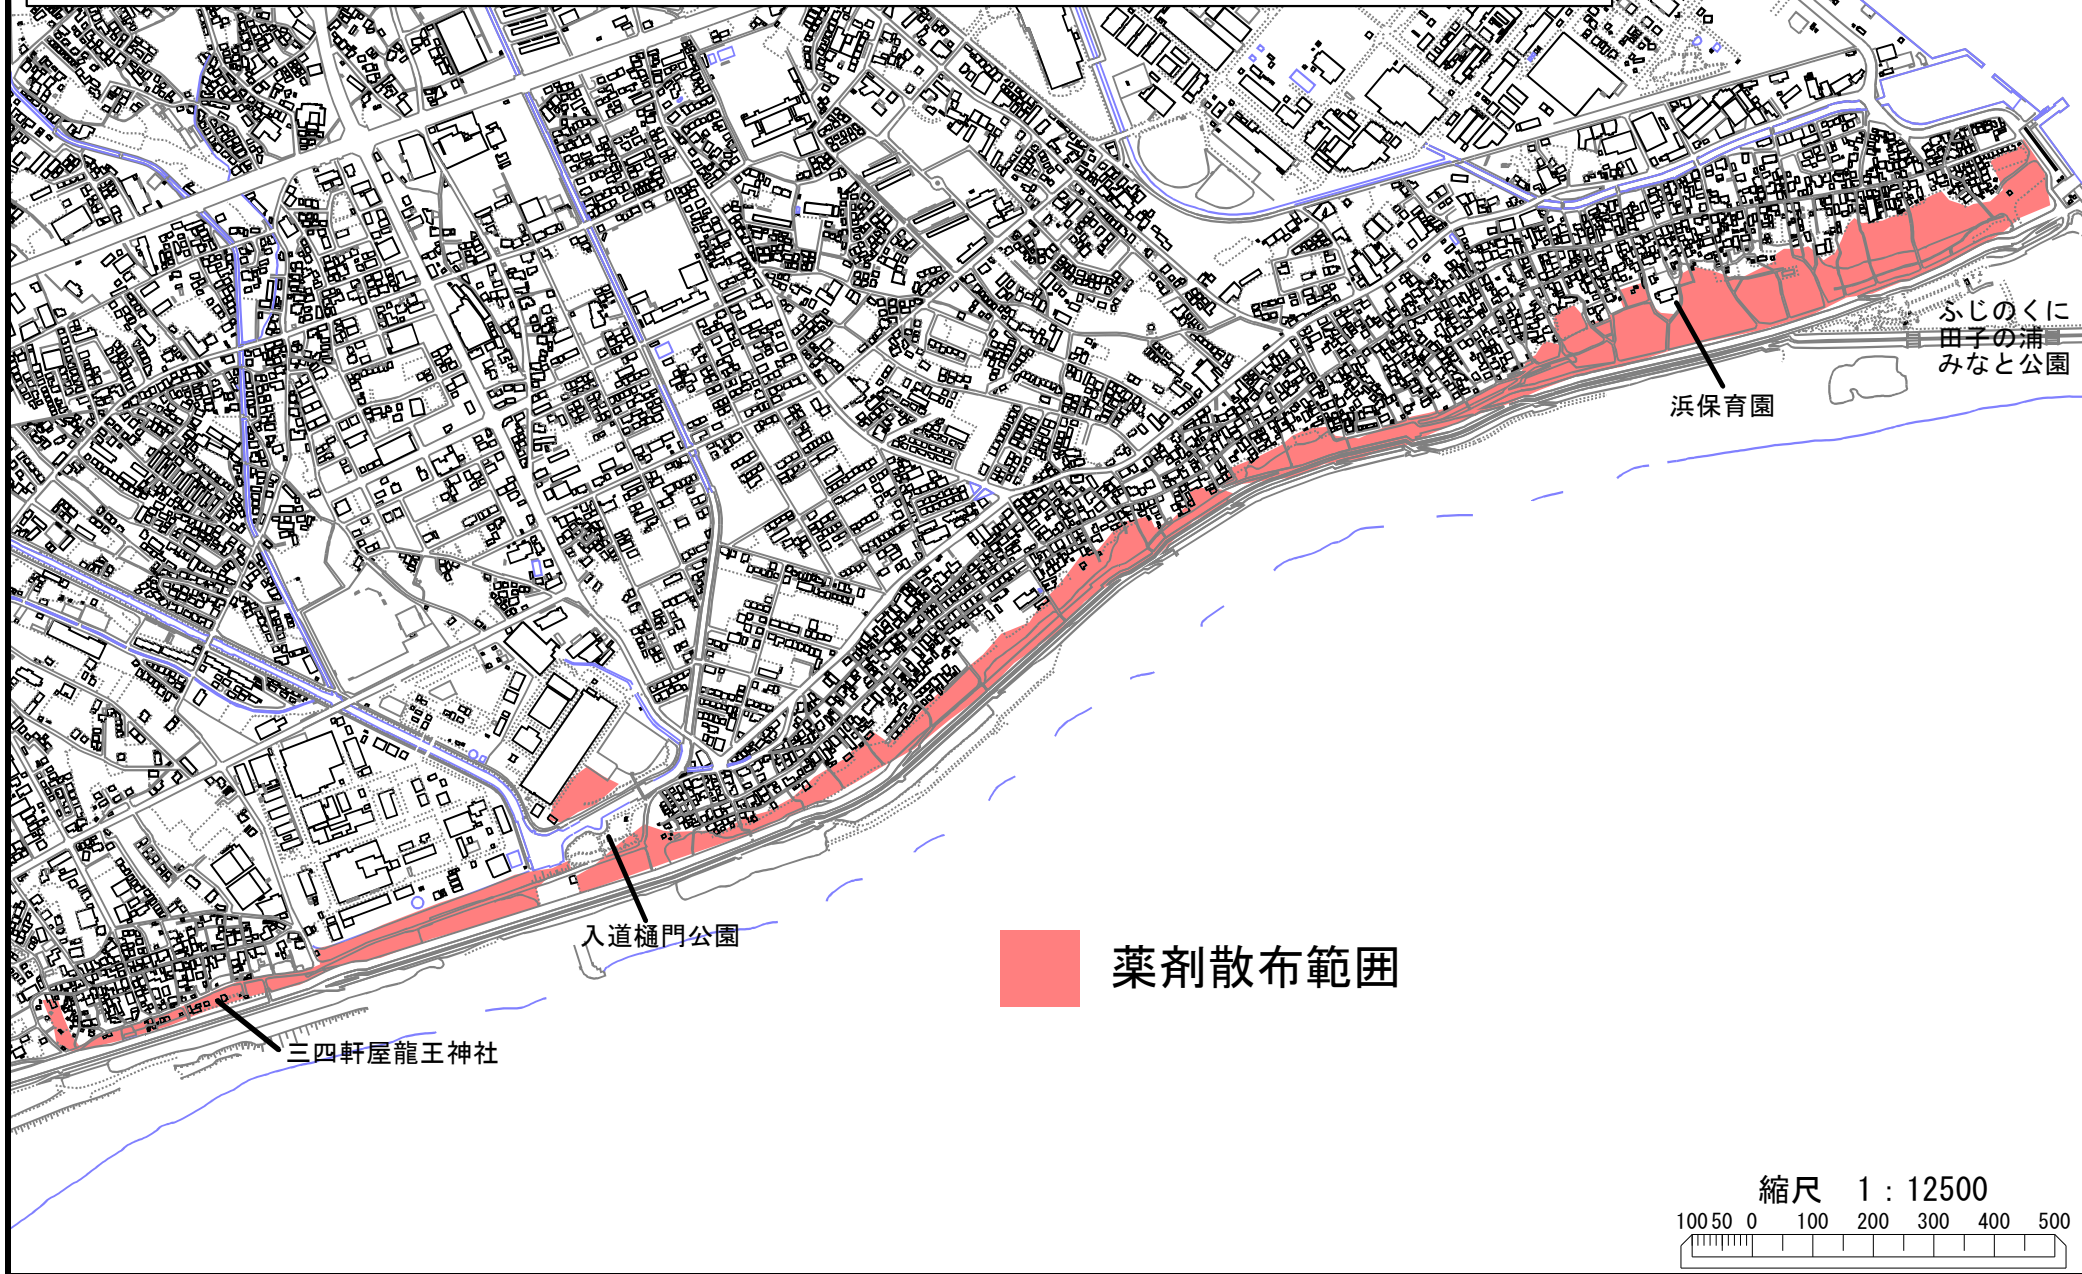 ふじのくに
田子の浦
みなと公園
浜保育園
入道樋門公園
薬剤散布範囲
三四軒屋龍王神社
縮尺 1：12500
100 50 0 100 200 300 400 500